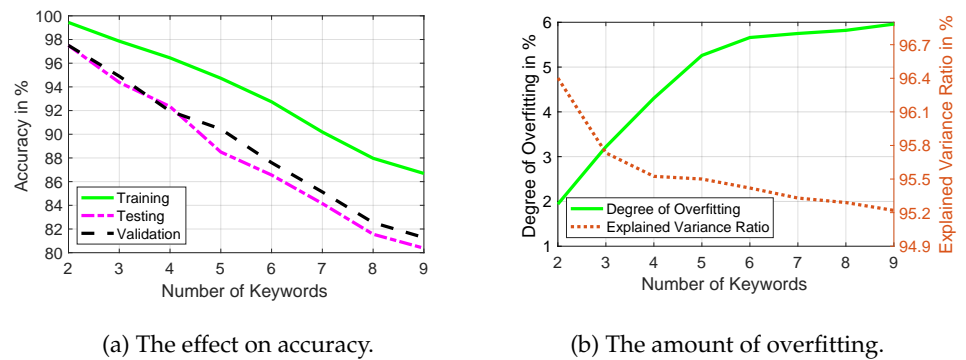 100
98
96
94
92
90
88
86
84
82
80
Accuracy in %
Training
Testing
Validation
2 3 4 5 6 7 8 9
Number of Keywords
(a) The effect on accuracy.
6
5
4
3
2
1
Degree of Overfitting in %
Degree of Overfitting
Explained Variance Ratio
96.7
96.4
96.1
95.8
95.5
95.2
94.9
Explained Variance Ratio in %
2 3 4 5 6 7 8 9
Number of Keywords
(b) The amount of overfitting.